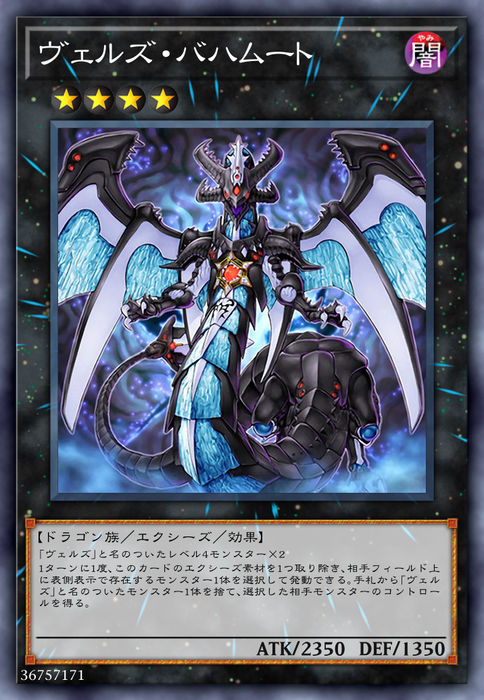 ヴェルズ・バハムート
やみ
闇
【ドラゴン族／エクシーズ／効果】
「ヴェルズ」と名のついたレベル4モンスター×2
1ターンに1度、このカードのエクシーズ素材を1つ取り除き、相手フィールド上
に表側表示で存在するモンスター1体を選択して発動できる。手札から「ヴェル
ズ」と名のついたモンスター1体を捨て、選択した相手モンスターのコントロー
ルを得る。
ATK/2350 DEF/1350
36757171